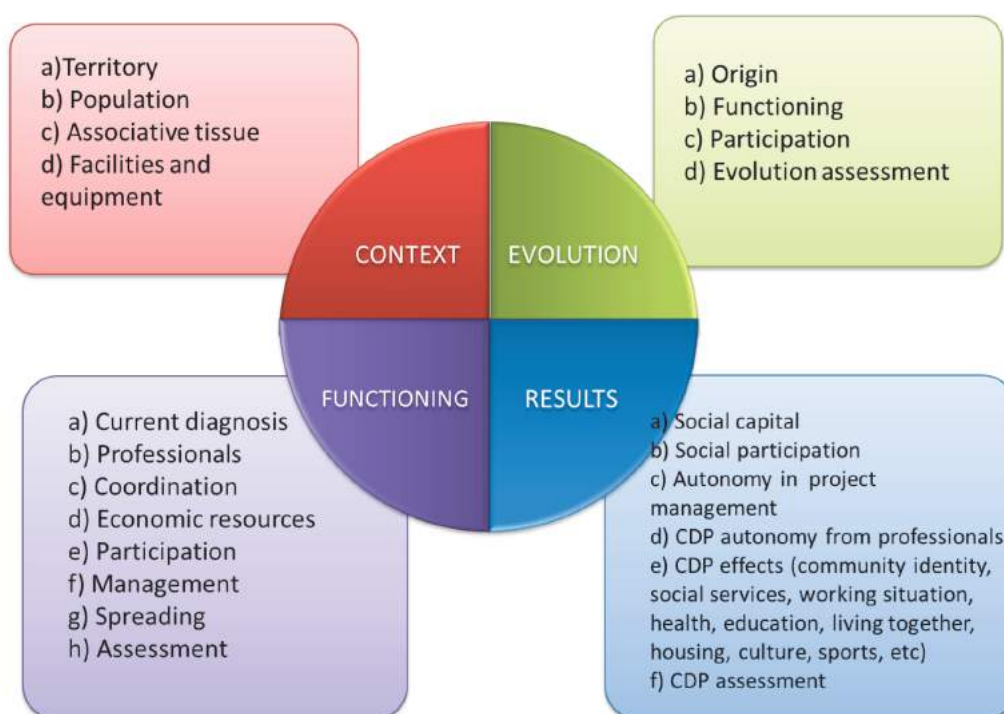 a)Territory
b) Population
c) Associative tissue
d) Facilities and
equipment
a) Origin
b) Functioning
c) Participation
d) Evolution assessment
CONTEXT
EVOLUTION
FUNCTIONING
RESULTS
a) Current diagnosis
b) Professionals
c) Coordination
d) Economic resources
e) Participation
f) Management
g) Spreading
h) Assessment
a) Social capital
b) Social participation
c) Autonomy in project
management
d) CDP autonomy from professionals
e) CDP effects (community identity,
social services, working situation,
health, education, living together,
housing, culture, sports, etc)
f) CDP assessment